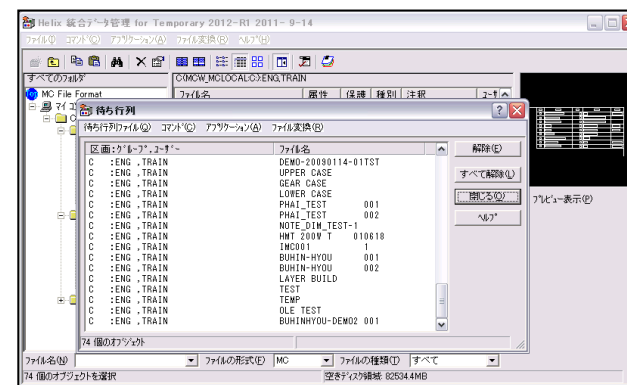 Helix 統合ﾃﾞｰﾀ管理 for Temporary 2012-R1 2011- 9-14
ﾌｧｲﾙ(I) ｺﾏﾝﾄﾞ(C) ｱﾌﾟﾘｹｰｼｮﾝ(A) ﾌｧｲﾙ変換(R) ﾍﾙﾌﾟ(H)
すべてのﾌｫﾙﾀﾞ C(MCW_MCLOCAL:C):ENG,TRAIN
MC File Format ﾌｧｲﾙ名 属性 保護 種別 注釈
待ち行列
待ち行列ﾌｧｲﾙ(Q) ｺﾏﾝﾄﾞ(C) ｱﾌﾟﾘｹｰｼｮﾝ(A) ﾌｧｲﾙ変換(R)
区画:ｸﾞﾙｰﾌﾟ,ﾕｰｻﾞｰ ﾌｧｲﾙ名
C :ENG ,TRAIN DEMO-20090114-01TST
C :ENG ,TRAIN UPPER CASE
C :ENG ,TRAIN GEAR CASE
C :ENG ,TRAIN LOWER CASE
C :ENG ,TRAIN PHAI_TEST 001
C :ENG ,TRAIN PHAI_TEST 002
C :ENG ,TRAIN NOTE_DIM_TEST-1
C :ENG ,TRAIN HMT 200W T 010618
C :ENG ,TRAIN IMC001 1
C :ENG ,TRAIN BUHIN-HYOU 001
C :ENG ,TRAIN BUHIN-HYOU 002
C :ENG ,TRAIN LAYER BUILD
C :ENG ,TRAIN TEST
C :ENG ,TRAIN TEMP
C :ENG ,TRAIN OLE TEST
C :ENG ,TRAIN BUHINHYOU-DEMO2 001
74 個のｵﾌﾞｼﾞｪｸﾄ
解除(E)
すべて解除(L)
閉じる(O)
ﾍﾙﾌﾟ
ﾌﾟﾚﾋﾞｭｰ表示(P)
ﾌｧｲﾙ名(N) ﾌｧｲﾙの形式(F) MC ﾌｧｲﾙの種類(T) すべて
74 個のオブジェクトを選択 空きﾃﾞｨｽｸ領域: 82534.4MB